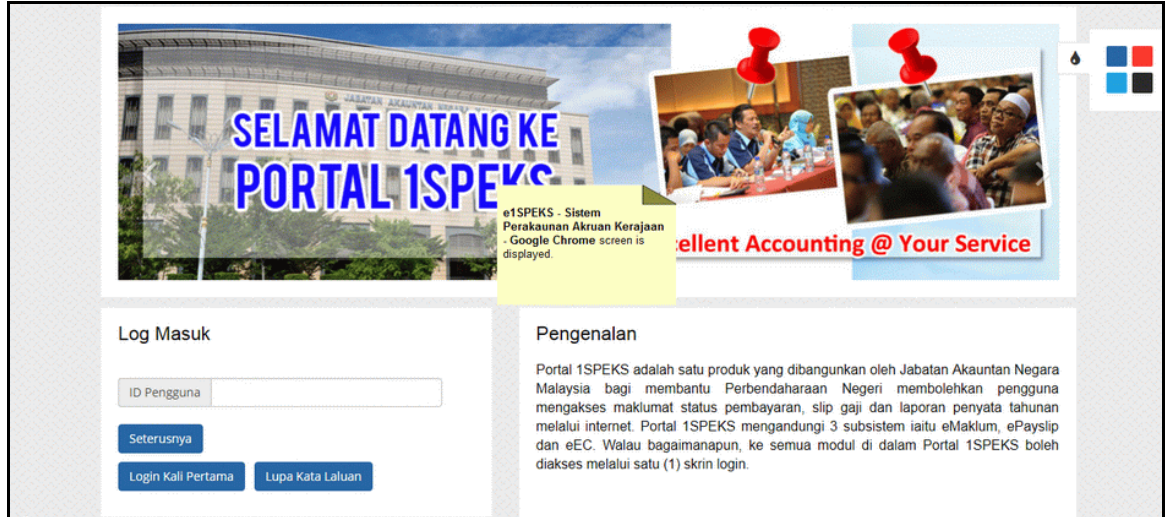 JABATAN AKAUNTAN NEGARA
SELAMAT DATANG KE
PORTAL 1SPEKS
e1SPEKS - Sistem
Perakaunan Akruan Kerajaan
- Google Chrome screen is
displayed.
cellent Accounting @ Your Service
Log Masuk
ID Pengguna
Seterusnya
Login Kali Pertama
Lupa Kata Laluan
Pengenalan
Portal 1SPEKS adalah satu produk yang dibangunkan oleh Jabatan Akauntan Negara
Malaysia bagi membantu Perbendaharaan Negeri membolehkan pengguna
mengakses maklumat status pembayaran, slip gaji dan laporan penyata tahunan
melalui internet. Portal 1SPEKS mengandungi 3 subsistem iaitu eMaklum, ePayslip
dan eEC. Walau bagaimanapun, ke semua modul di dalam Portal 1SPEKS boleh
diakses melalui satu (1) skrin login.